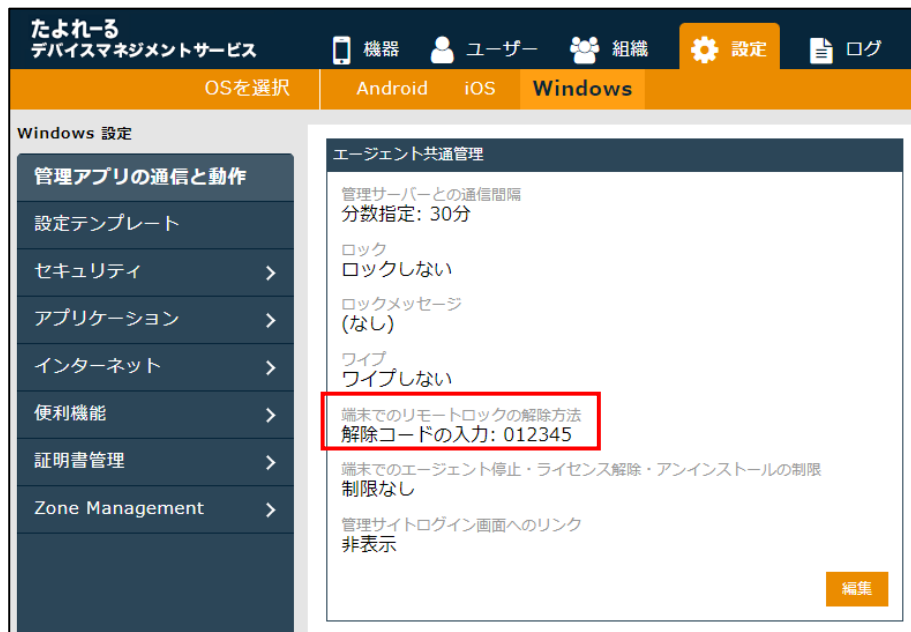 たよれーる
デバイスマネジメントサービス
機器 ユーザー 組織 設定 ログ
OSを選択 Android iOS Windows
Windows 設定
管理アプリの通信と動作
設定テンプレート
セキュリティ
アプリケーション
インターネット
便利機能
証明書管理
Zone Management
エージェント共通管理
管理サーバーとの通信間隔
分数指定: 30分
ロック
ロックしない
ロックメッセージ
(なし)
ワイプ
ワイプしない
端末でのリモートロックの解除方法
解除コードの入力: 012345
端末でのエージェント停止・ライセンス解除・アンインストールの制限
制限なし
管理サイトログイン画面へのリンク
非表示
編集